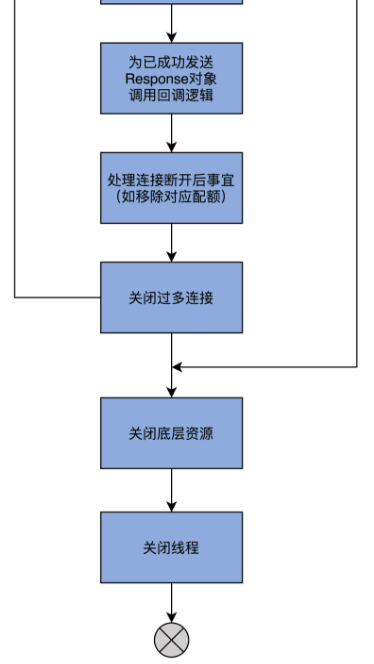 为已成功发送
Response对象
调用回调逻辑
处理连接断开后事宜
（如移除对应配额）
关闭过多连接
关闭底层资源
关闭线程